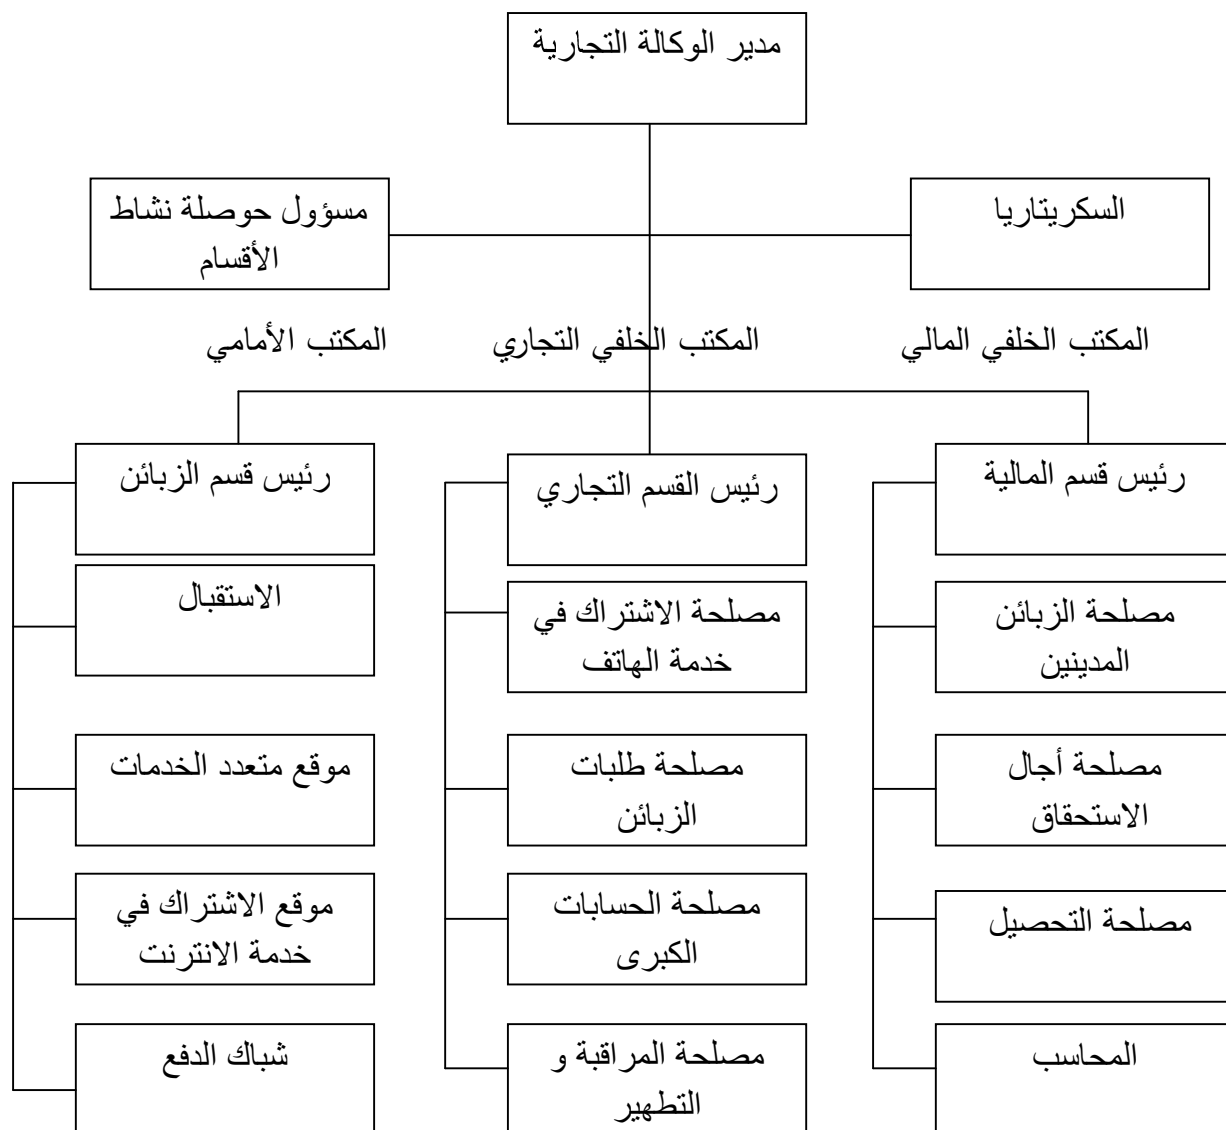 مدير الوكالة التجارية
السكريتاريا
مسؤول حوصلة نشاط
الأقسام
المكتب الخلفي المالي
المكتب الخلفي التجاري
المكتب الأمامي
رئيس قسم المالية
مصلحة الزبائن
المدينين
مصلحة أجال
الاستحقاق
مصلحة التحصيل
المحاسب
رئيس القسم التجاري
مصلحة الاشتراك في
خدمة الهاتف
مصلحة طلبات
الزبائن
مصلحة الحسابات
الكبرى
مصلحة المراقبة و
التطهير
رئيس قسم الزبائن
الاستقبال
موقع متعدد الخدمات
موقع الاشتراك في
خدمة الانترنت
شباك الدفع